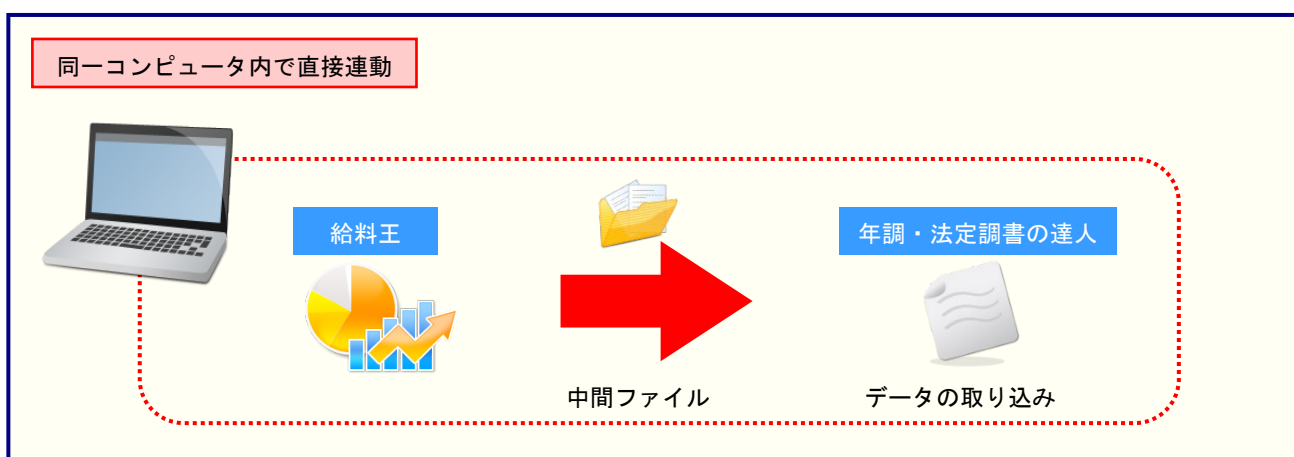 同一コンピュータ内で直接連動
給料王
年調・法定調書の達人
中間ファイル
データの取り込み